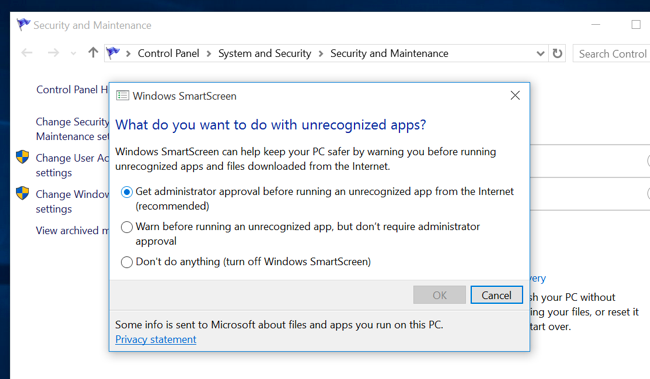 Security and Maintenance
Control Panel > System and Security > Security and Maintenance
Search Control
Control Panel H
Change Security
Maintenance set
Change User Ac
settings
Change Window
settings
View archived m
Windows SmartScreen
What do you want to do with unrecognized apps?
Windows SmartScreen can help keep your PC safer by warning you before running
unrecognized apps and files downloaded from the Internet.
Get administrator approval before running an unrecognized app from the Internet
(recommended)
Warn before running an unrecognized app, but don't require administrator
approval
Don't do anything (turn off Windows SmartScreen)
OK
Cancel
Some info is sent to Microsoft about files and apps you run on this PC.
Privacy statement
very
sh your PC without
ing your files, or reset it
tart over.